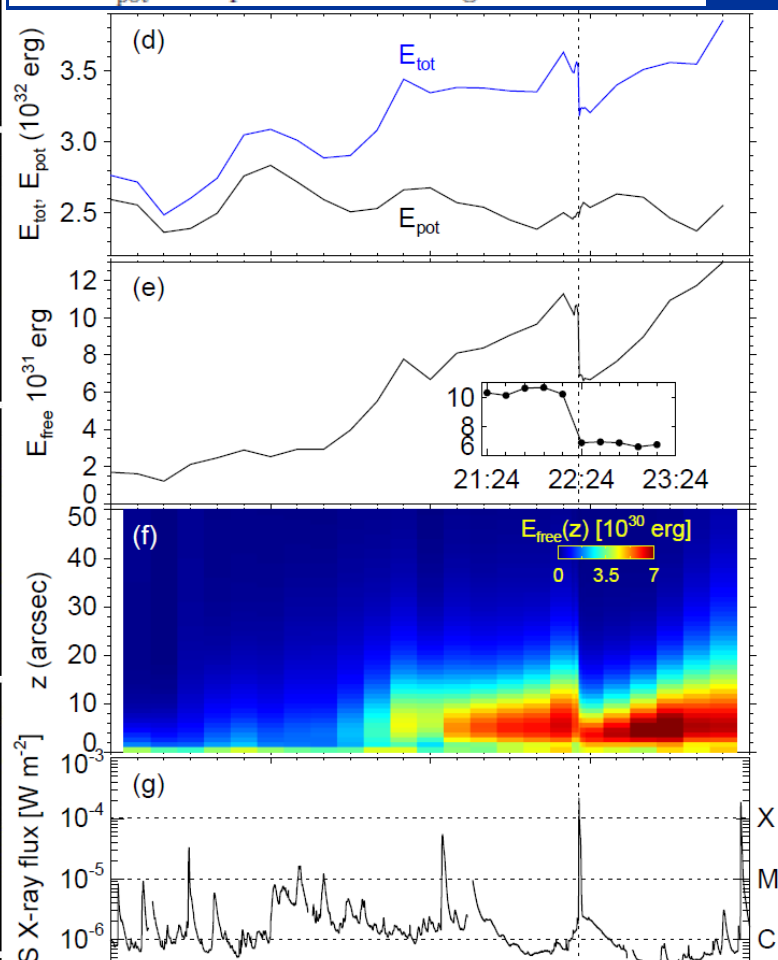 (d)
E_tot
E_pot
E_tot, E_pot (10^32 erg)
3.5
3.0
2.5
(e)
E_free 10^31 erg
12
10
8
6
4
2
0
10
8
6
21:24 22:24 23:24
(f)
E_free(z) [10^30 erg]
0 3.5 7
z (arcsec)
50
40
30
20
10
0
(g)
S X-ray flux [W m^-2]
10^-3
10^-4
10^-5
10^-6
X
M
C